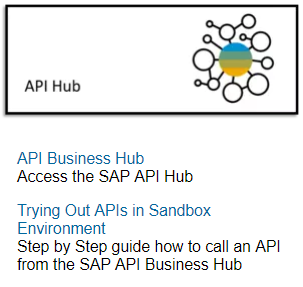 API Hub
API Business Hub
Access the SAP API Hub
Trying Out APIs in Sandbox
Environment
Step by Step guide how to call an API
from the SAP API Business Hub